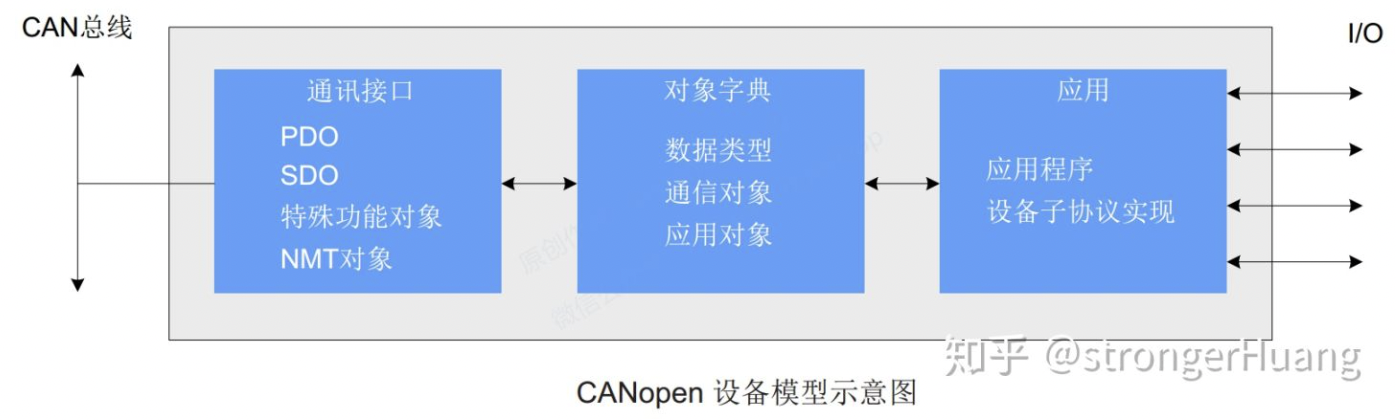 CAN总线
I/O
通讯接口
PDO
SDO
特殊功能对象
NMT对象
对象字典
数据类型
通信对象
应用对象
应用
应用程序
设备子协议实现
知乎 @strongerHuang
CANopen 设备模型示意图